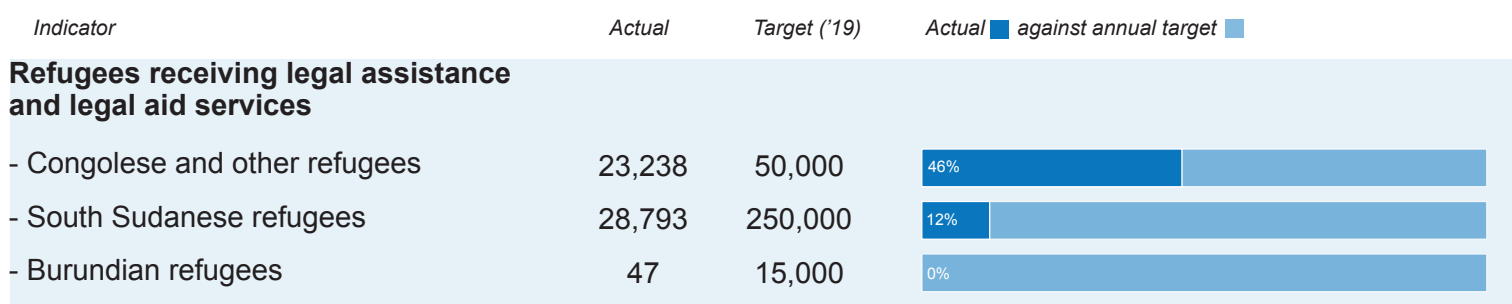 Indicator Actual Target ('19) Actual against annual target
Refugees receiving legal assistance
and legal aid services
- Congolese and other refugees 23,238 50,000 46%
- South Sudanese refugees 28,793 250,000 12%
- Burundian refugees 47 15,000 0%